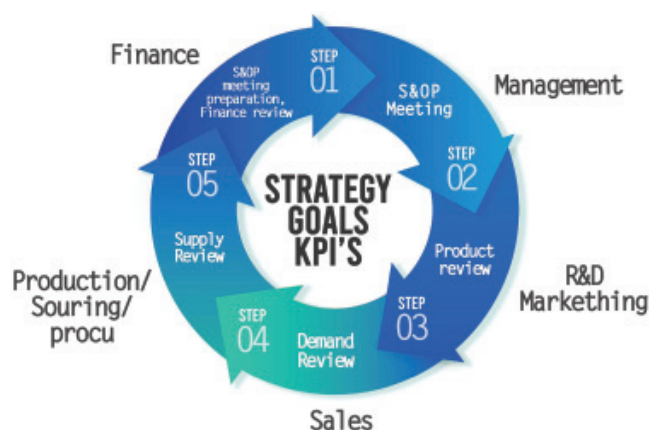 Finance
S&OP
meeting
preparation,
Finance review
STEP
01
S&OP
Meeting
Management
STEP
02
Product
review
R&D
Markething
STEP
03
Demand
Review
Sales
STEP
04
Supply
Review
Production/
Souring/
procu
STEP
05
STRATEGY
GOALS
KPI'S